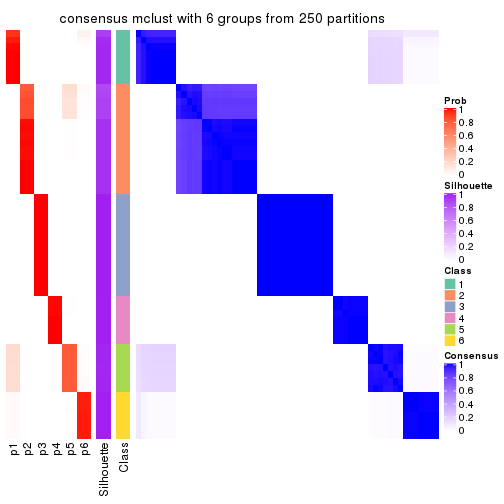 consensus mclust with 6 groups from 250 partitions
Prob
1
0.8
0.6
0.4
0.2
0
Silhouette
1
0.8
0.6
0.4
0.2
0
Class
1
2
3
4
5
6
Consensus
1
0.8
0.6
0.4
0.2
0
p1
p2
p3
p4
p5
p6
Silhouette
Class